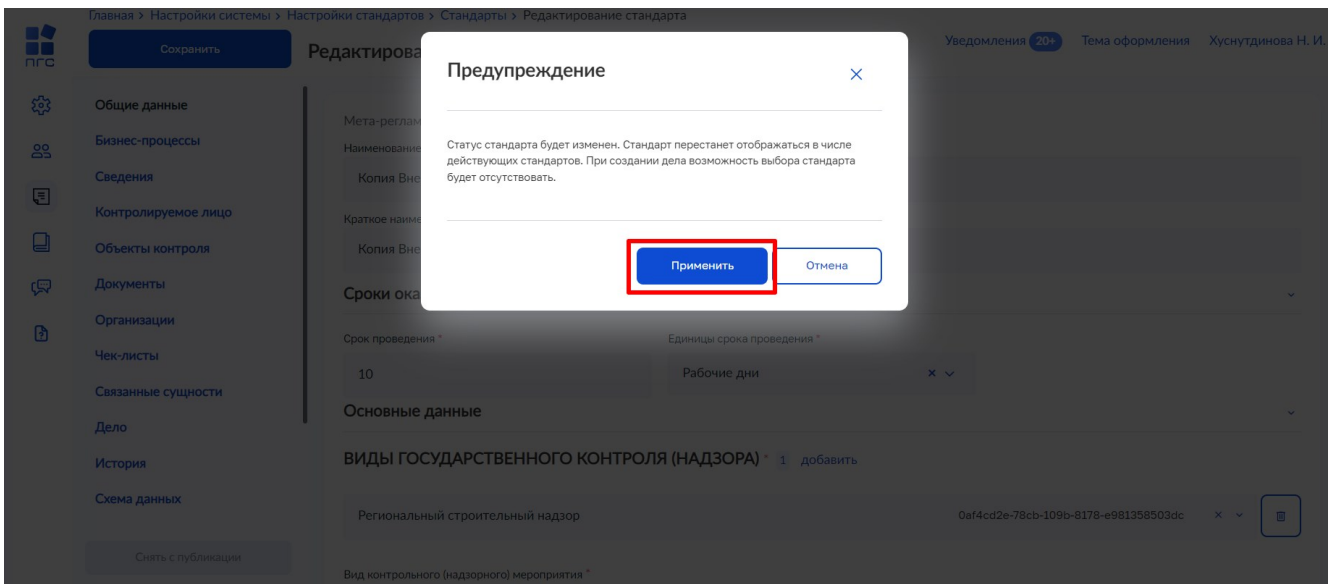 Главная > Настройки системы > Настройки стандартов > Стандарты > Редактирование стандарта
пгс
Сохранить
Редактирова
Уведомления 20+ Тема оформления Хуснутдинова Н. И.
Предупреждение
Статус стандарта будет изменен. Стандарт перестанет отображаться в числе
действующих стандартов. При создании дела возможность выбора стандарта
будет отсутствовать.
Применить
Отмена
Общие данные
Бизнес-процессы
Сведения
Контролируемое лицо
Объекты контроля
Документы
Организации
Чек-листы
Связанные сущности
Дело
История
Схема данных
Снять с публикации
Мета-реглам
Наименование
Копия Вне
Краткое наиме
Копия Вне
Сроки ока
Срок проведения * Единицы срока проведения *
10 Рабочие дни
Основные данные
ВИДЫ ГОСУДАРСТВЕННОГО КОНТРОЛЯ (НАДЗОРА) * 1 добавить
Региональный строительный надзор 0af4cd2e-78cb-109b-8178-e981358503dc
Вид контрольного (надзорного) мероприятия *